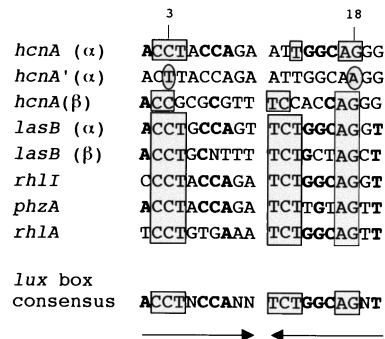 3 18
hcnA (α) ACCTACCAGA ATTGGCAGGG
hcnA'(α) ACTTACCAGA ATTGGCAAGG
hcnA(β) ACCGCGCGTTT TCCACCAGGG
lasB (α) ACCTGCCAGT TCTGGCAGGT
lasB (β) ACCTGCNTTT TCTGCTAGCT
rhlI CCCTACCAGA TCTGGCAGGT
phzA ACCTACCAGA TCTTGTAGTT
rhlA TCCTGTGAAA TCTGGCAGTT
lux box
consensus ACCTNCCANN TCTGGCAGNT